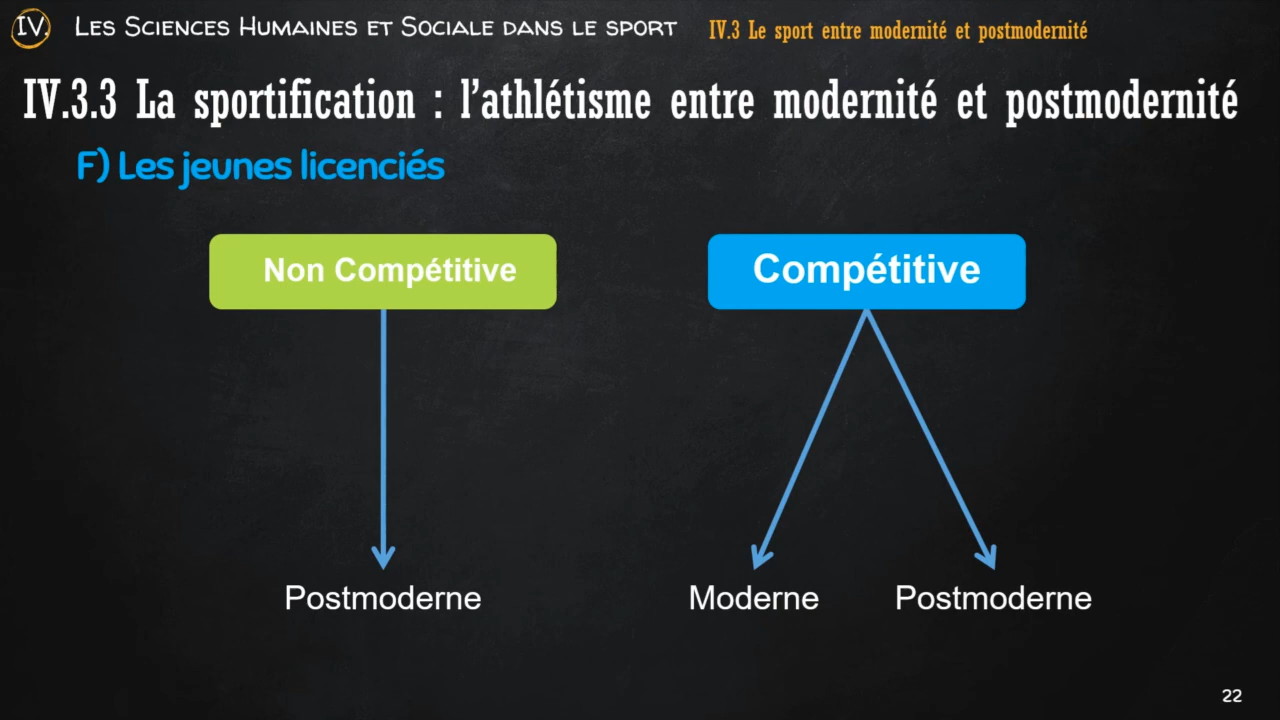 IV. Les Sciences Humaines et Sociale dans le sport
IV.3 Le sport entre modernité et postmodernité
IV.3.3 La sportification : l'athlétisme entre modernité et postmodernité
F) Les jeunes licenciés
Non Compétitive
Compétitive
Postmoderne
Moderne
Postmoderne
22